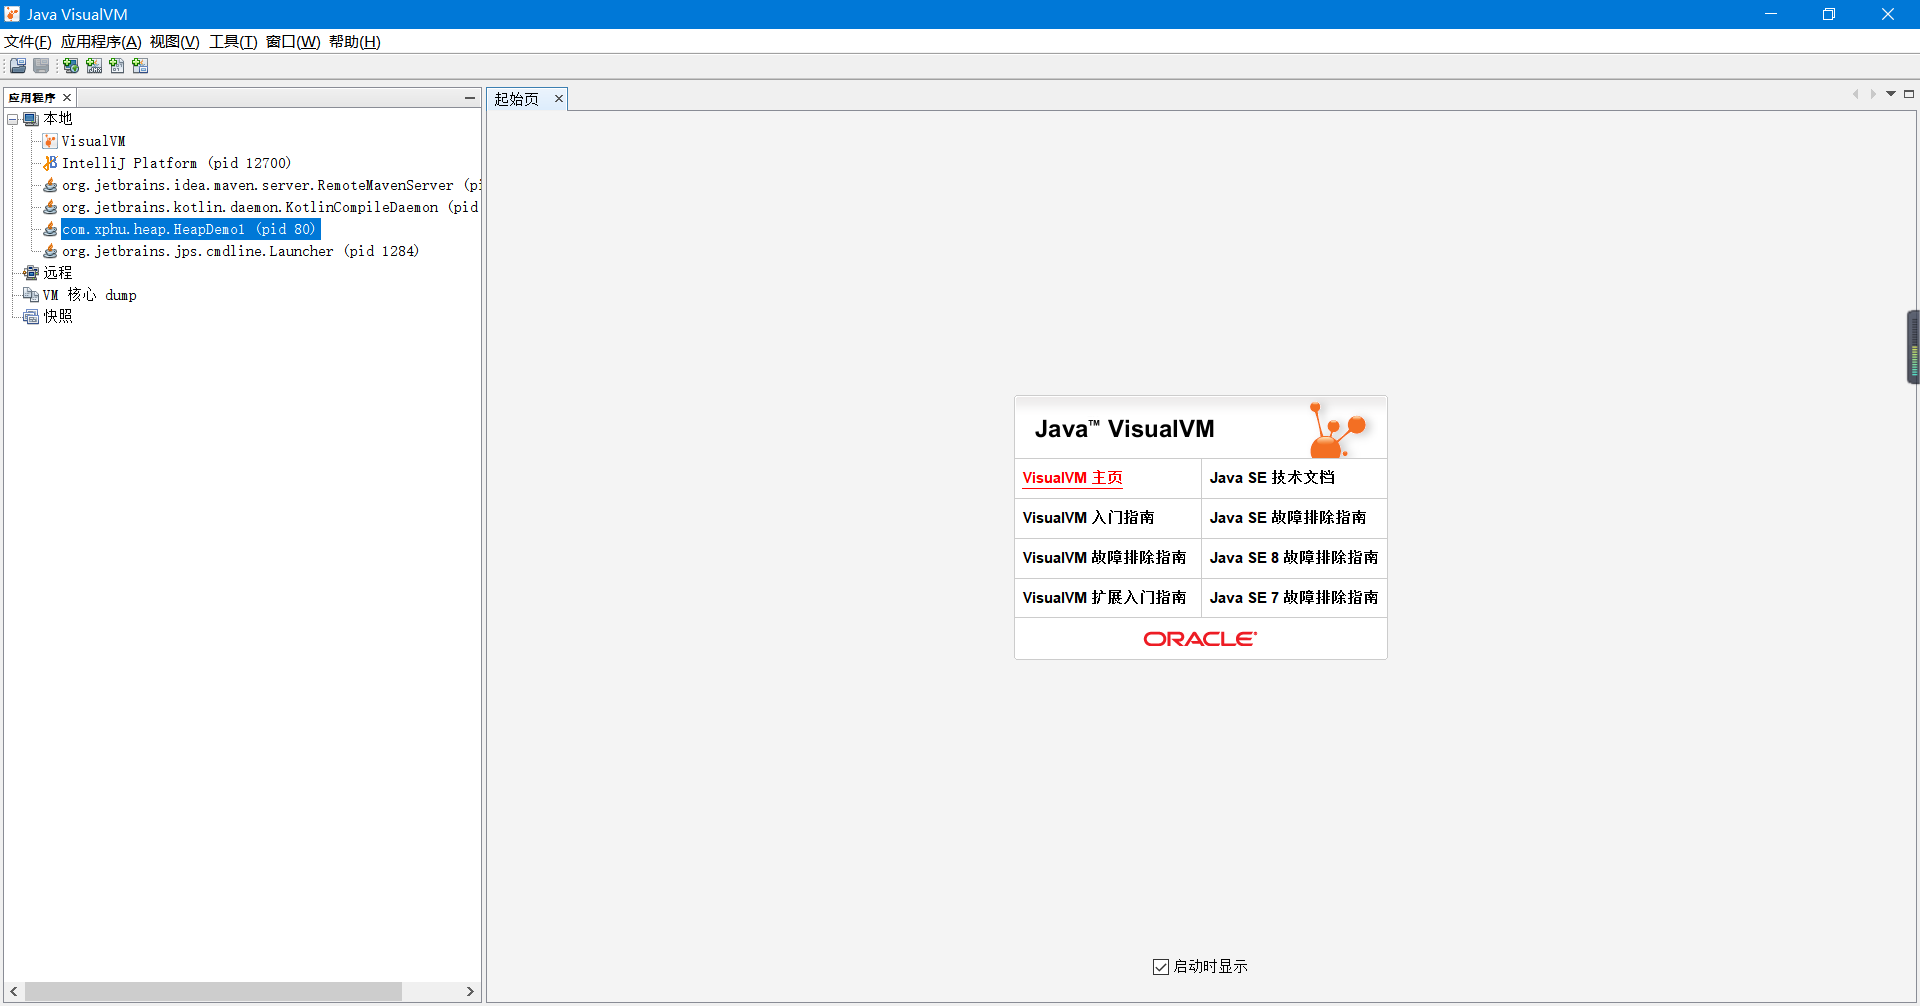 Java VisualVM
文件(F) 应用程序(A) 视图(V) 工具(T) 窗口(W) 帮助(H)
应用程序
本地
VisualVM
IntelliJ Platform (pid 12700)
org.jetbrains.idea.maven.server.RemoteMavenServer (pi
org.jetbrains.kotlin.daemon.KotlinCompileDaemon (pid
com.xphu.heap.HeapDemo1 (pid 80)
org.jetbrains.jps.cmdline.Launcher (pid 1284)
远程
VM 核心 dump
快照
起始页
Java™ VisualVM
VisualVM 主页 Java SE 技术文档
VisualVM 入门指南 Java SE 故障排除指南
VisualVM 故障排除指南 Java SE 8 故障排除指南
VisualVM 扩展入门指南 Java SE 7 故障排除指南
ORACLE
启动时显示